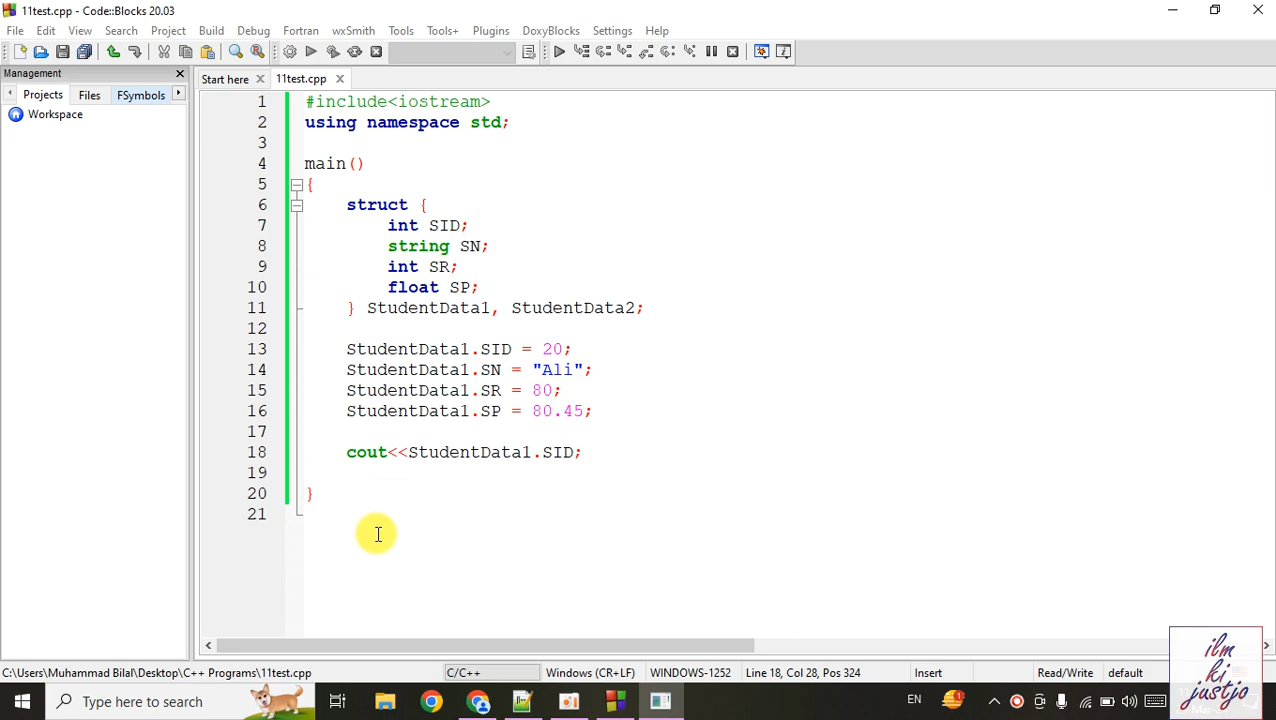 11test.cpp - Code::Blocks 20.03
File Edit View Search Project Build Debug Fortran wxSmith Tools Tools+ Plugins DoxyBlocks Settings Help
Management
Start here 11test.cpp
Projects Files FSymbols
Workspace
1 #include<iostream>
2 using namespace std;
3
4 main()
5 {
6 struct {
7 int SID;
8 string SN;
9 int SR;
10 float SP;
11 } StudentData1, StudentData2;
12
13 StudentData1.SID = 20;
14 StudentData1.SN = "Ali";
15 StudentData1.SR = 80;
16 StudentData1.SP = 80.45;
17
18 cout<<StudentData1.SID;
19
20 }
21
C:\Users\Muhammad Bilal\Desktop\C++ Programs\11test.cpp C/C++ Windows (CR+LF) WINDOWS-1252 Line 18, Col 28, Pos 324 Insert Read/Write default
Type here to search
EN
1
ilm
ki
justjo